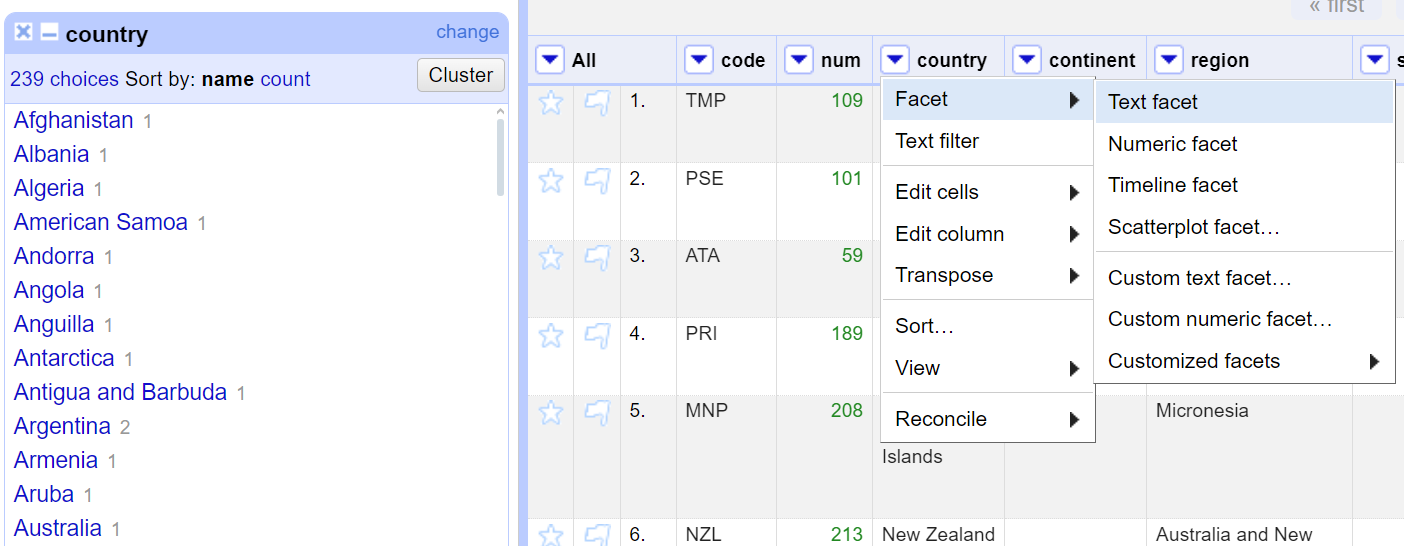 country
change
239 choices Sort by: name count
Cluster
Afghanistan 1
Albania 1
Algeria 1
American Samoa 1
Andorra 1
Angola 1
Anguilla 1
Antarctica 1
Antigua and Barbuda 1
Argentina 2
Armenia 1
Aruba 1
Australia 1
« first
All code num country continent region s
1. TMP 109
2. PSE 101
3. ATA 59
4. PRI 189
5. MNP 208 Micronesia
Islands
6. NZL 213 New Zealand Australia and New
Facet
Text filter
Edit cells
Edit column
Transpose
Sort…
View
Reconcile
Text facet
Numeric facet
Timeline facet
Scatterplot facet…
Custom text facet…
Custom numeric facet…
Customized facets